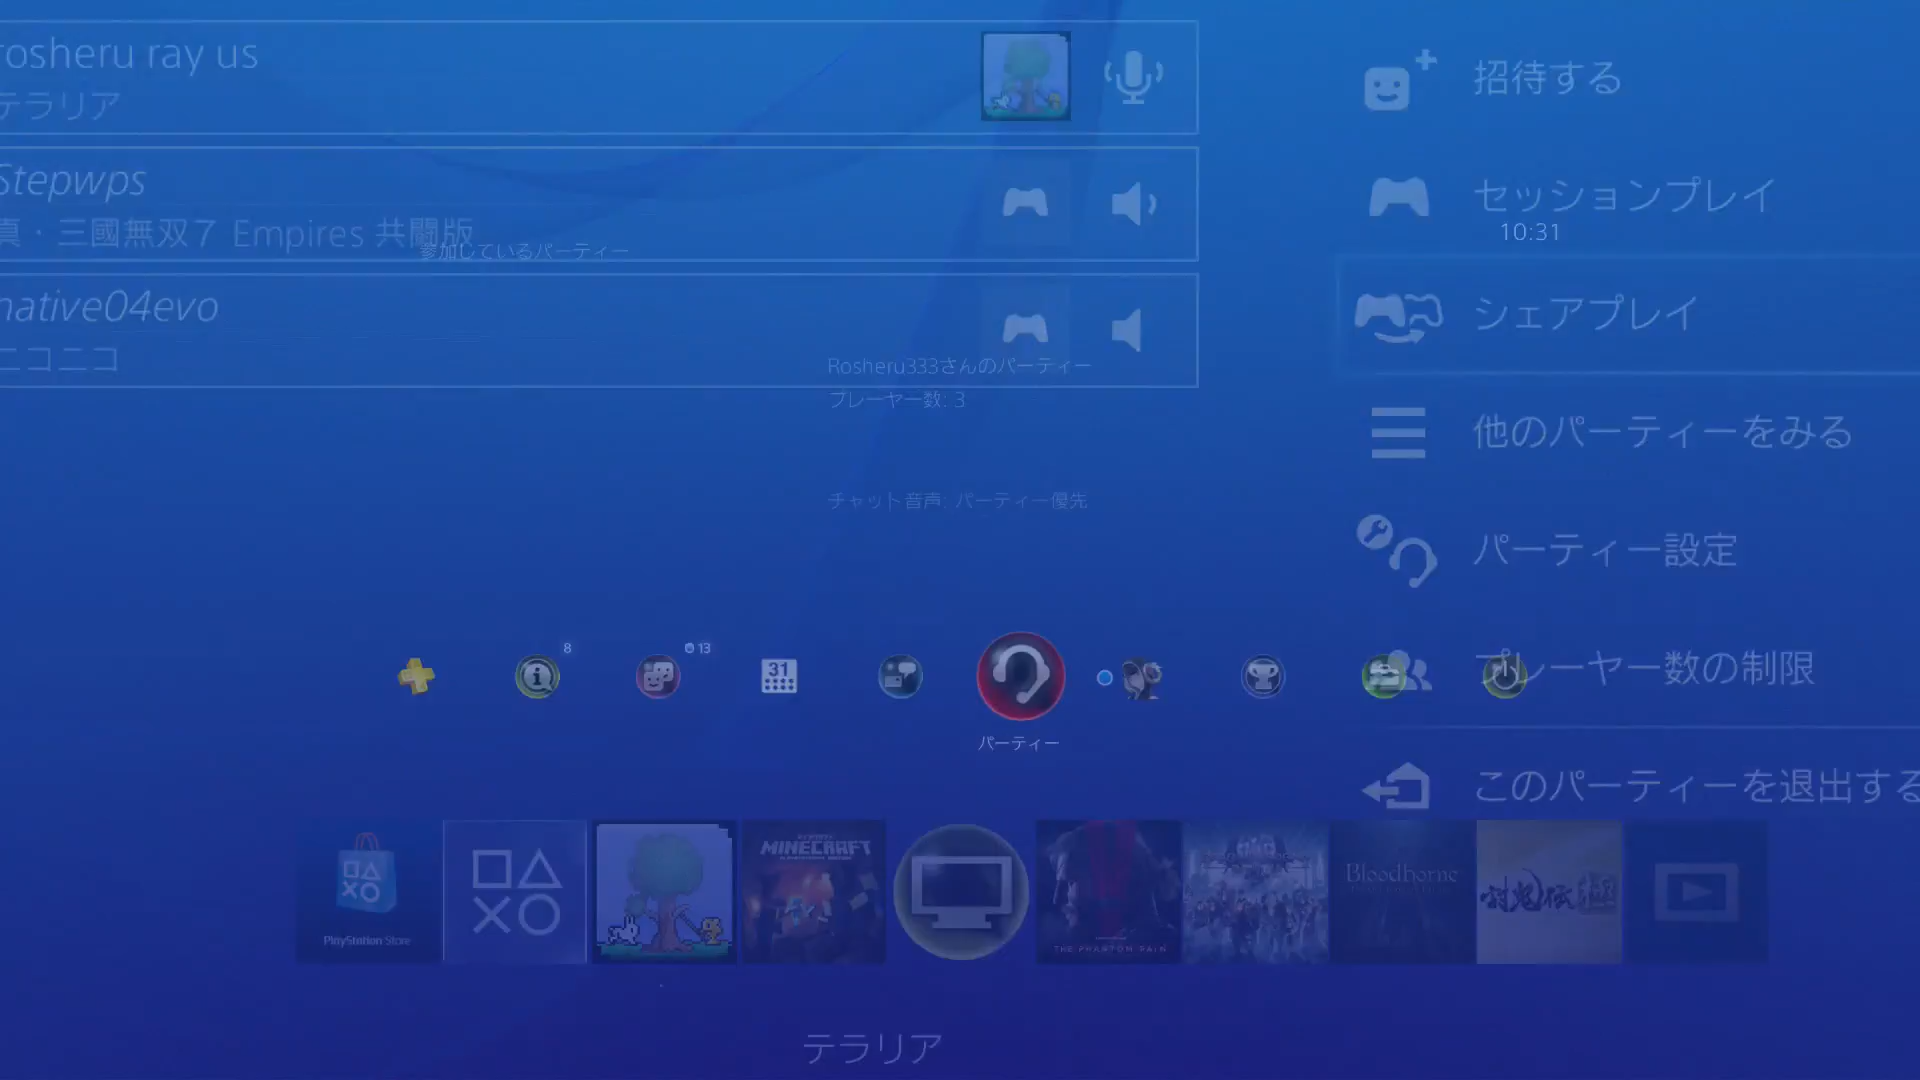 rosheru ray us
テラリア
Stepwps
真・三國無双７ Empires 共闘版
native04evo
ニコニコ
招待する
セッションプレイ
10:31
シェアプレイ
他のパーティーをみる
パーティー設定
プレーヤー数の制限
このパーティーを退出する
参加しているパーティー
Rosheru333さんのパーティー
プレーヤー数: 3
チャット音声: パーティー優先
8
13
31
パーティー
PlayStation Store
MINECRAFT
THE PHANTOM PAIN
Bloodborne
討鬼伝 極
テラリア